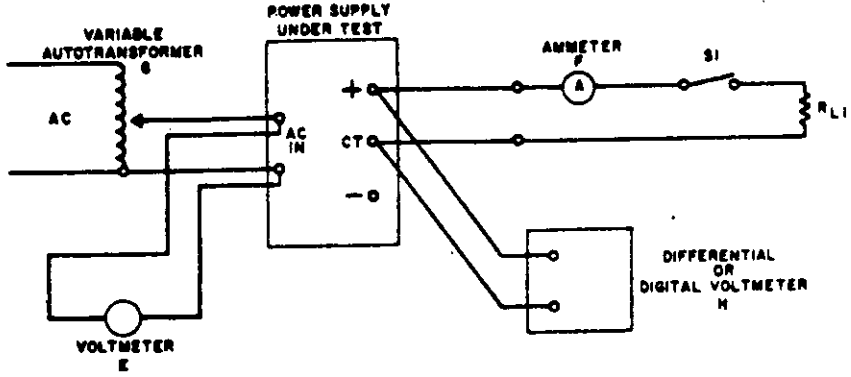 POWER SUPPLY
UNDER TEST
VARIABLE
AUTOTRANSFORMER
G
AC
AC
IN
+
CT
-
AMMETER
F
A
S1
RL1
DIFFERENTIAL
OR
DIGITAL VOLTMETER
H
VOLTMETER
E